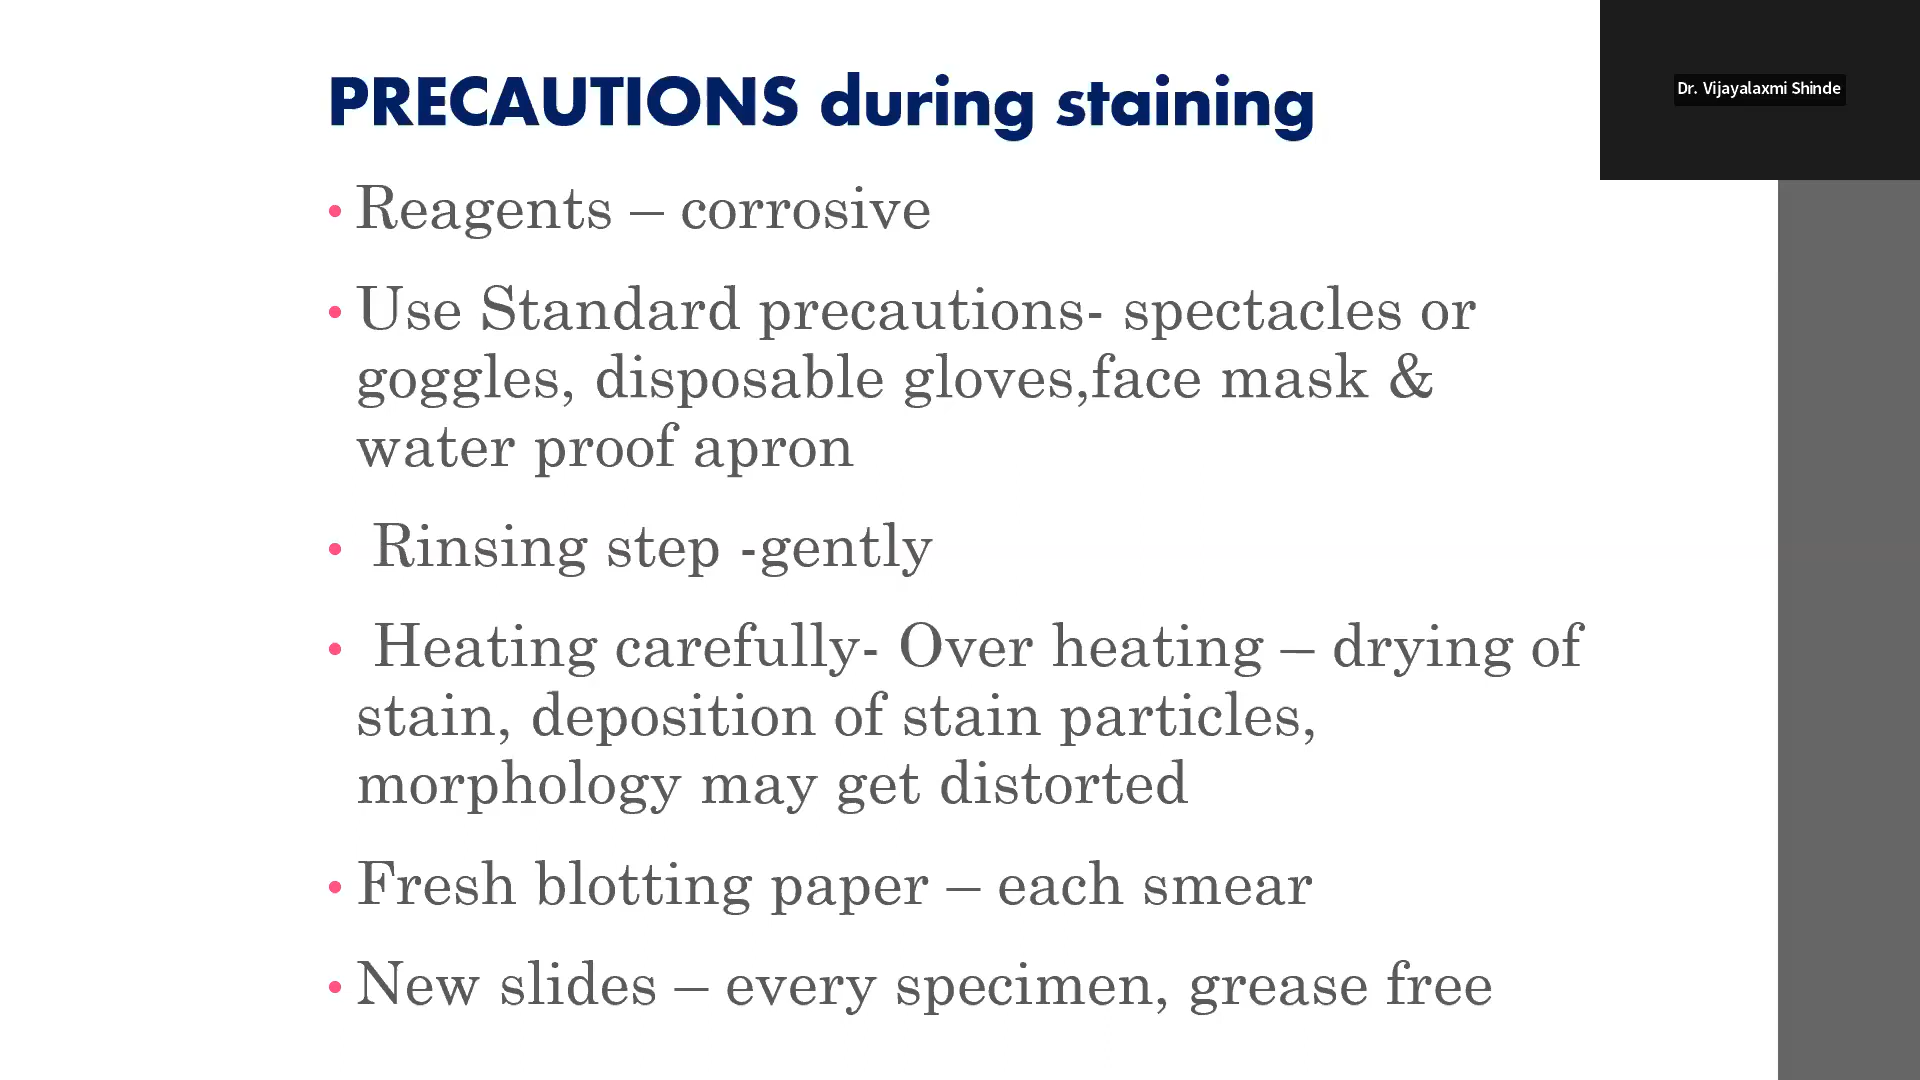 PRECAUTIONS during staining
Dr. Vijayalaxmi Shinde
• Reagents – corrosive
• Use Standard precautions- spectacles or
goggles, disposable gloves,face mask &
water proof apron
• Rinsing step -gently
• Heating carefully- Over heating – drying of
stain, deposition of stain particles,
morphology may get distorted
• Fresh blotting paper – each smear
• New slides – every specimen, grease free